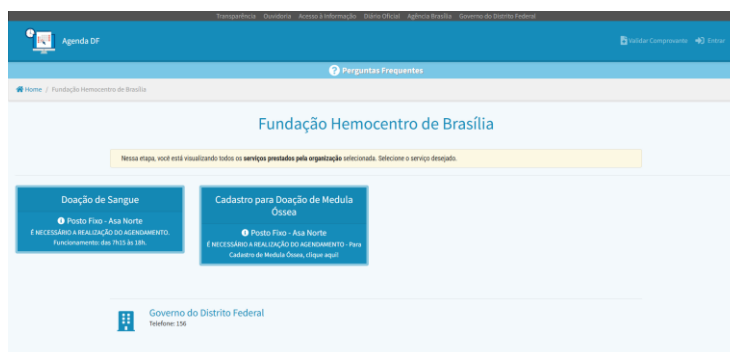 Transparência Ouvidoria Acesso à Informação Diário Oficial Agência Brasília Governo do Distrito Federal
Agenda DF
Validar Comprovante Entrar
Perguntas Frequentes
Home / Fundação Hemocentro de Brasília
Fundação Hemocentro de Brasília
Nessa etapa, você está visualizando todos os serviços prestados pela organização selecionada. Selecione o serviço desejado.
Doação de Sangue
Posto Fixo - Asa Norte
É NECESSÁRIO A REALIZAÇÃO DO AGENDAMENTO.
Funcionamento: das 7h15 às 18h.
Cadastro para Doação de Medula
Óssea
Posto Fixo - Asa Norte
É NECESSÁRIO A REALIZAÇÃO DO AGENDAMENTO - Para
Cadastro de Medula Óssea, clique aqui!
Governo do Distrito Federal
Telefone: 156